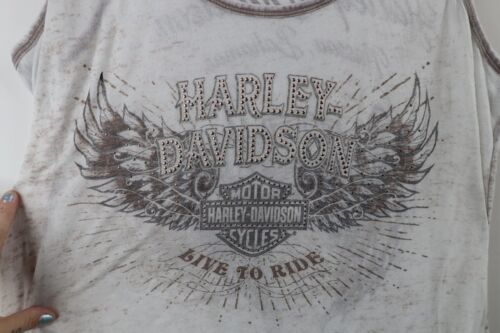 HARLEY-
DAVIDSON
MOTOR
HARLEY-DAVIDSON
CYCLES
LIVE TO RIDE